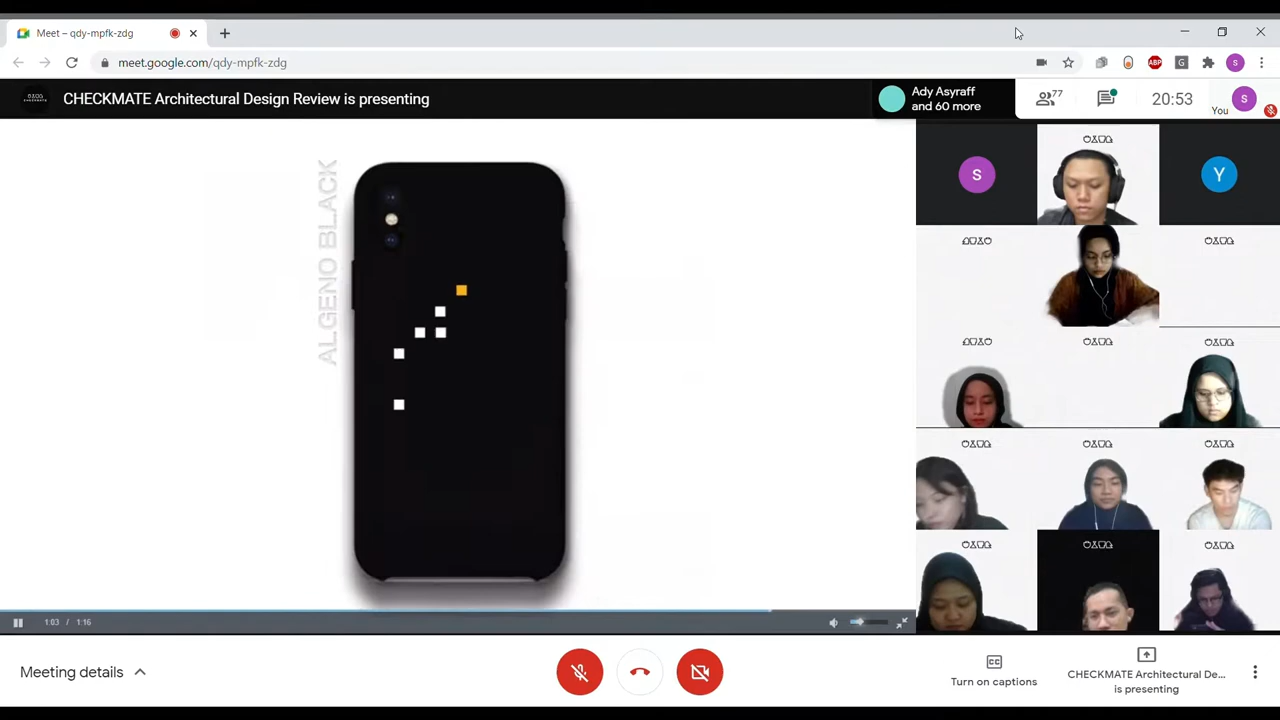 Meet – qdy-mpfk-zdg
meet.google.com/qdy-mpfk-zdg
ABP
G
S
CHECKMATE Architectural Design Review is presenting
Ady Asyraff
and 60 more
77
20:53
You
S
S
Y
ALGENO BLACK
1:03 / 1:16
Meeting details
CC
Turn on captions
CHECKMATE Architectural De...
is presenting